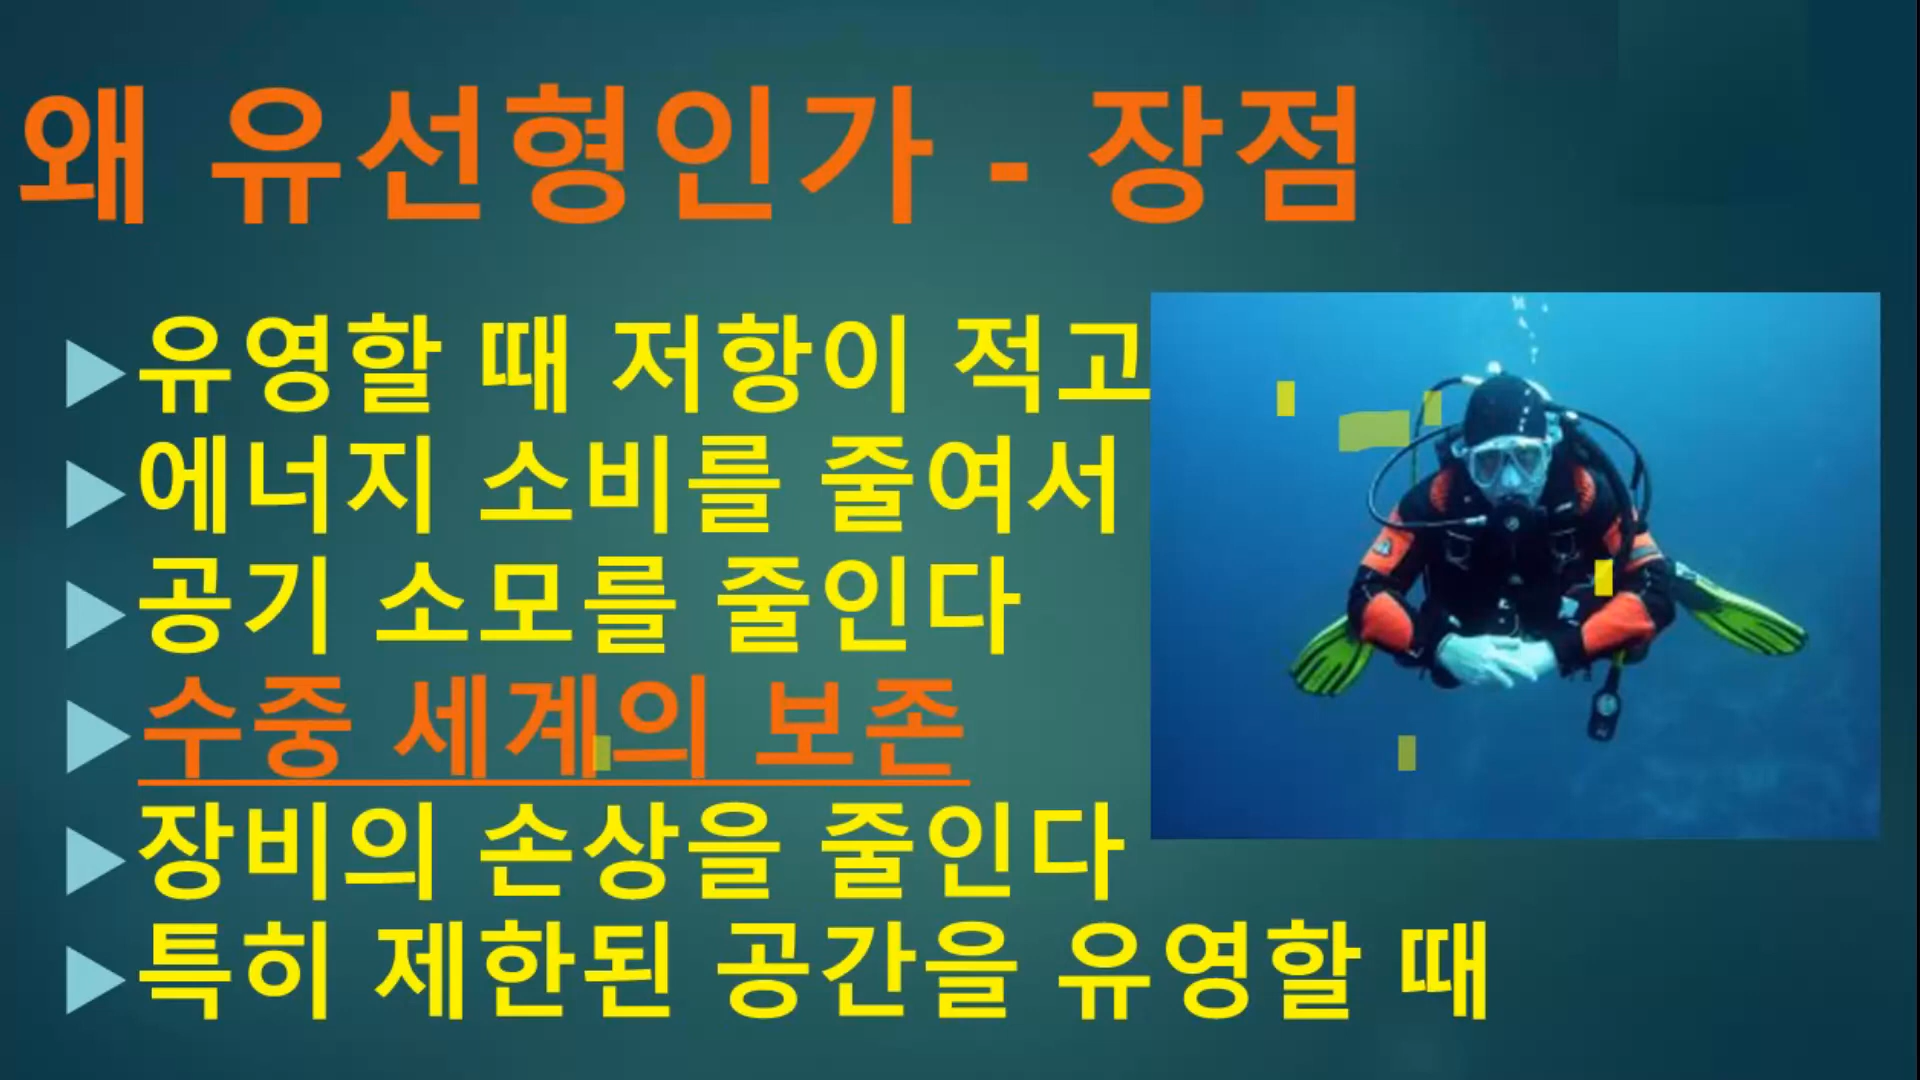 왜 유선형인가 - 장점
유영할 때 저항이 적고
에너지 소비를 줄여서
공기 소모를 줄인다
수중 세계의 보존
장비의 손상을 줄인다
특히 제한된 공간을 유영할 때